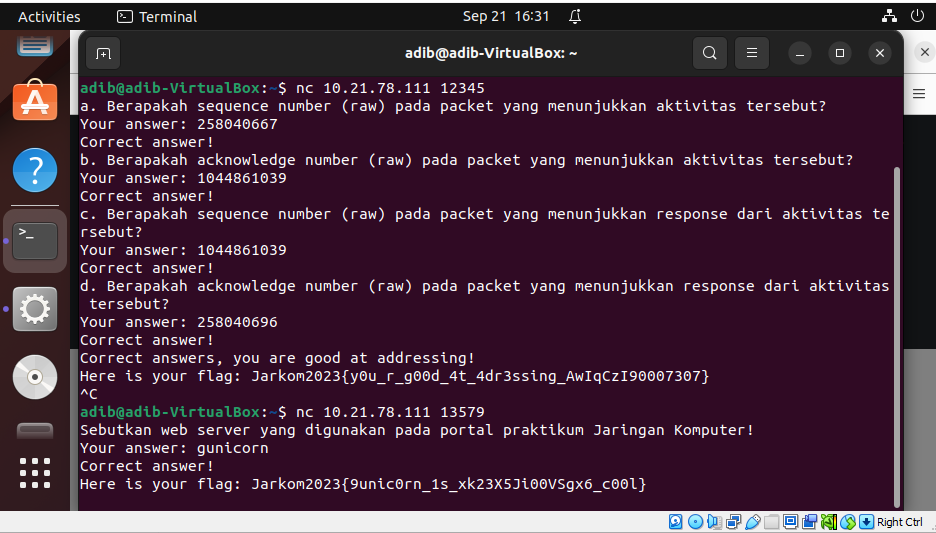 Activities
Terminal
Sep 21 16:31
adib@adib-VirtualBox: ~
adib@adib-VirtualBox:~$ nc 10.21.78.111 12345
a. Berapakah sequence number (raw) pada packet yang menunjukkan aktivitas tersebut?
Your answer: 258040667
Correct answer!
b. Berapakah acknowledge number (raw) pada packet yang menunjukkan aktivitas tersebut?
Your answer: 1044861039
Correct answer!
c. Berapakah sequence number (raw) pada packet yang menunjukkan response dari aktivitas te
rsebut?
Your answer: 1044861039
Correct answer!
d. Berapakah acknowledge number (raw) pada packet yang menunjukkan response dari aktivitas
 tersebut?
Your answer: 258040696
Correct answer!
Correct answers, you are good at addressing!
Here is your flag: Jarkom2023{y0u_r_g00d_4t_4dr3ssing_AwIqCzI90007307}
^C
adib@adib-VirtualBox:~$ nc 10.21.78.111 13579
Sebutkan web server yang digunakan pada portal praktikum Jaringan Komputer!
Your answer: gunicorn
Correct answer!
Here is your flag: Jarkom2023{9unic0rn_1s_xk23X5Ji00VSgx6_c00l}
Right Ctrl